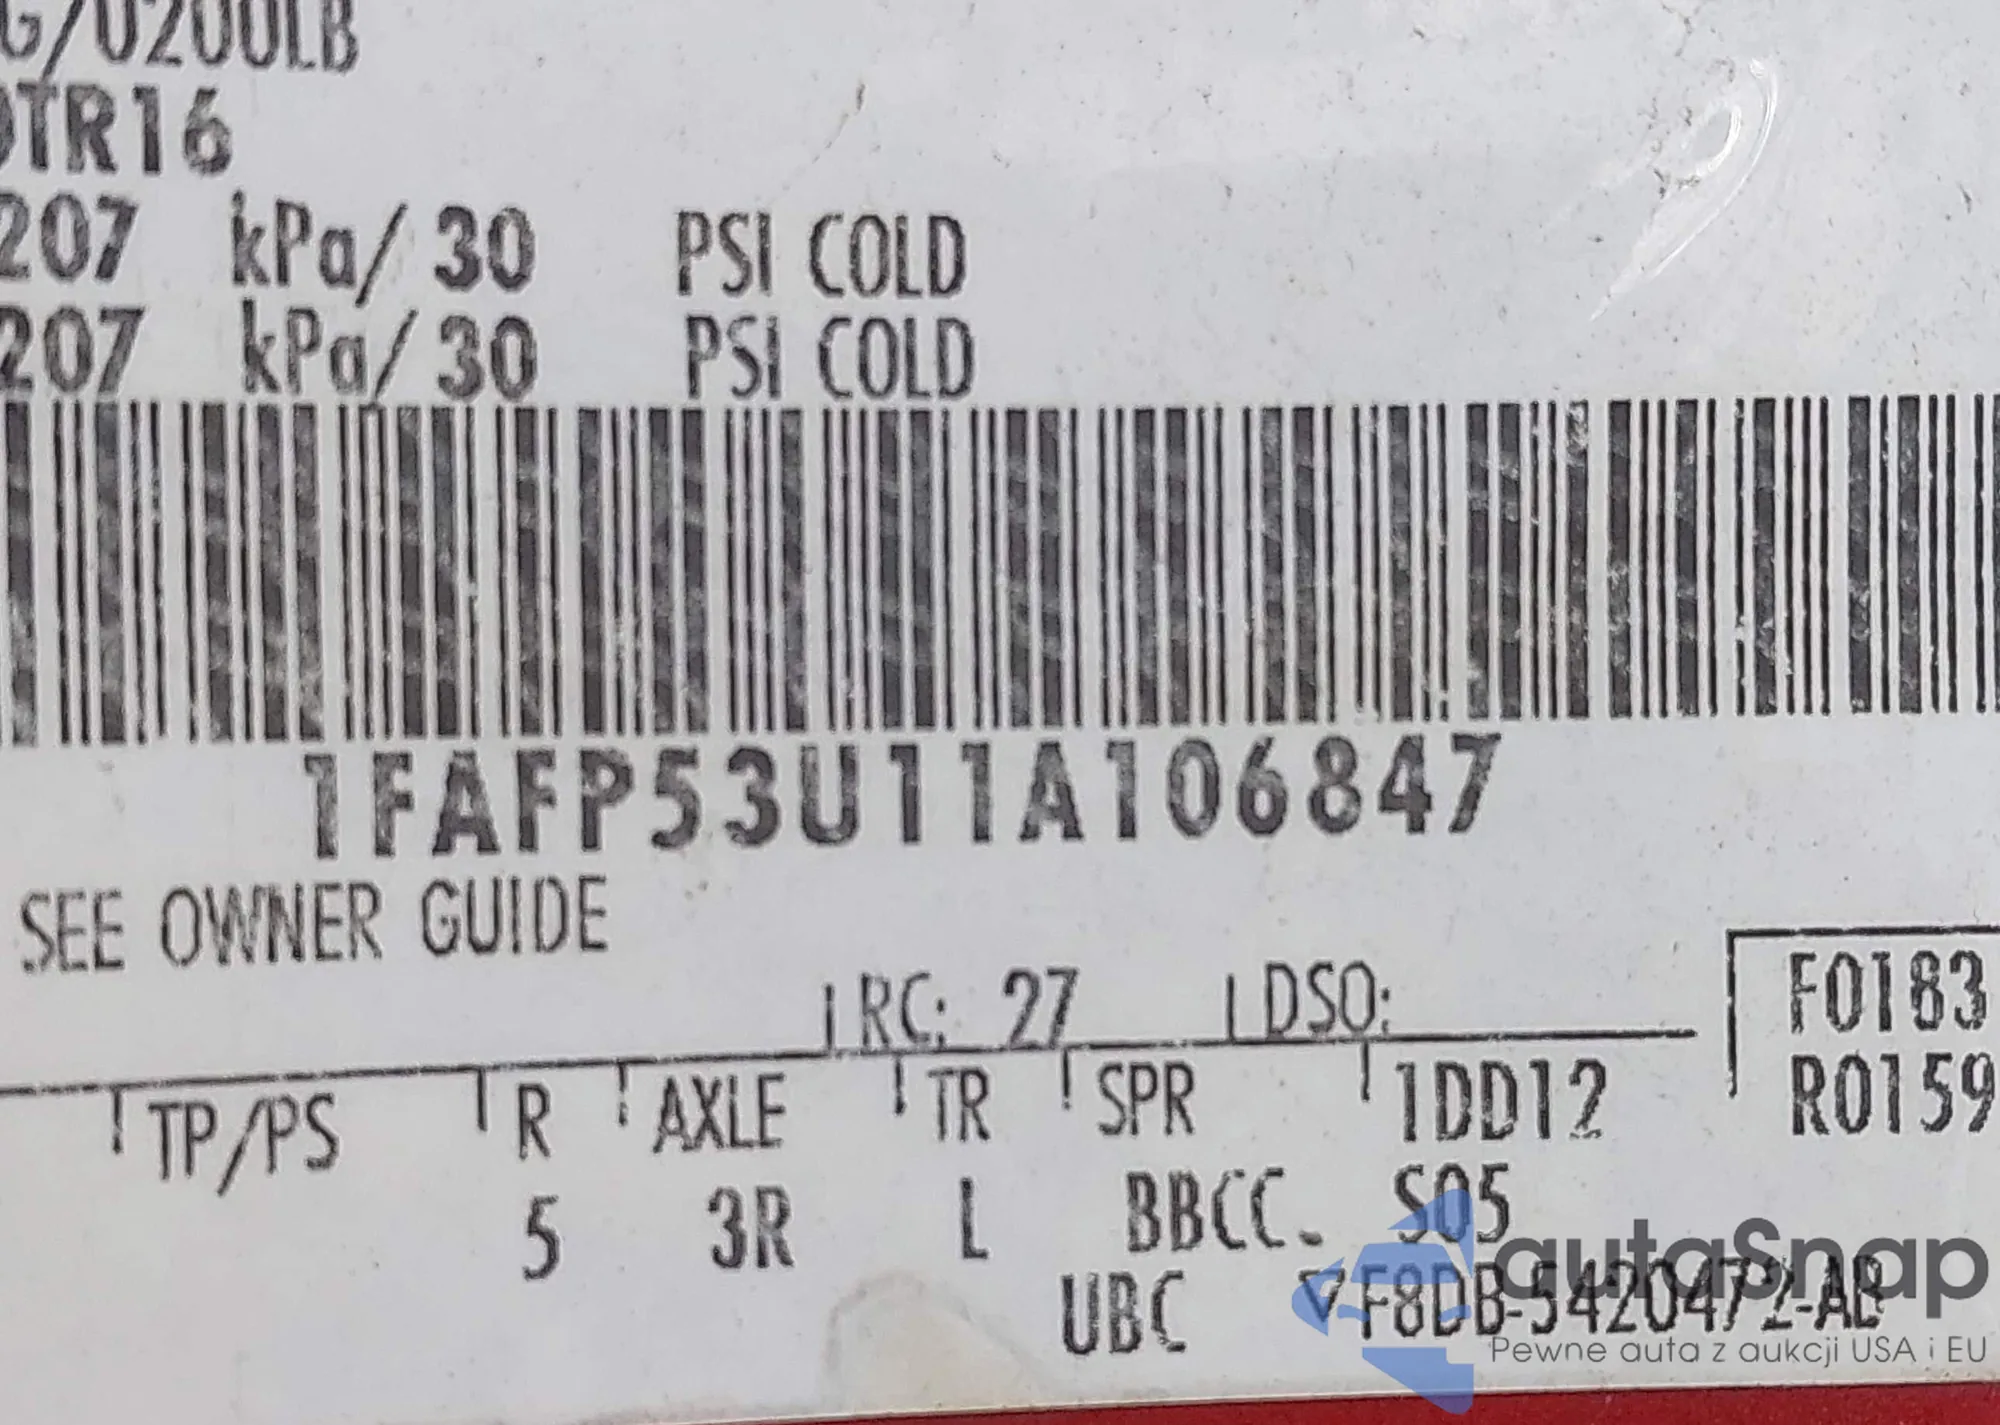 G/0200LB
0TR16
207 kPa/ 30 PSI COLD
207 kPa/ 30 PSI COLD
1FAFP53U11A106847
SEE OWNER GUIDE
RC: 27 DSO:
F0183
TP/PS R AXLE TR SPR 1DD12
R0159
5 3R L BBCC. S05
UBC ▽F8DB-5420472-AB
autaSnap
Pewne auta z aukcji USA i EU